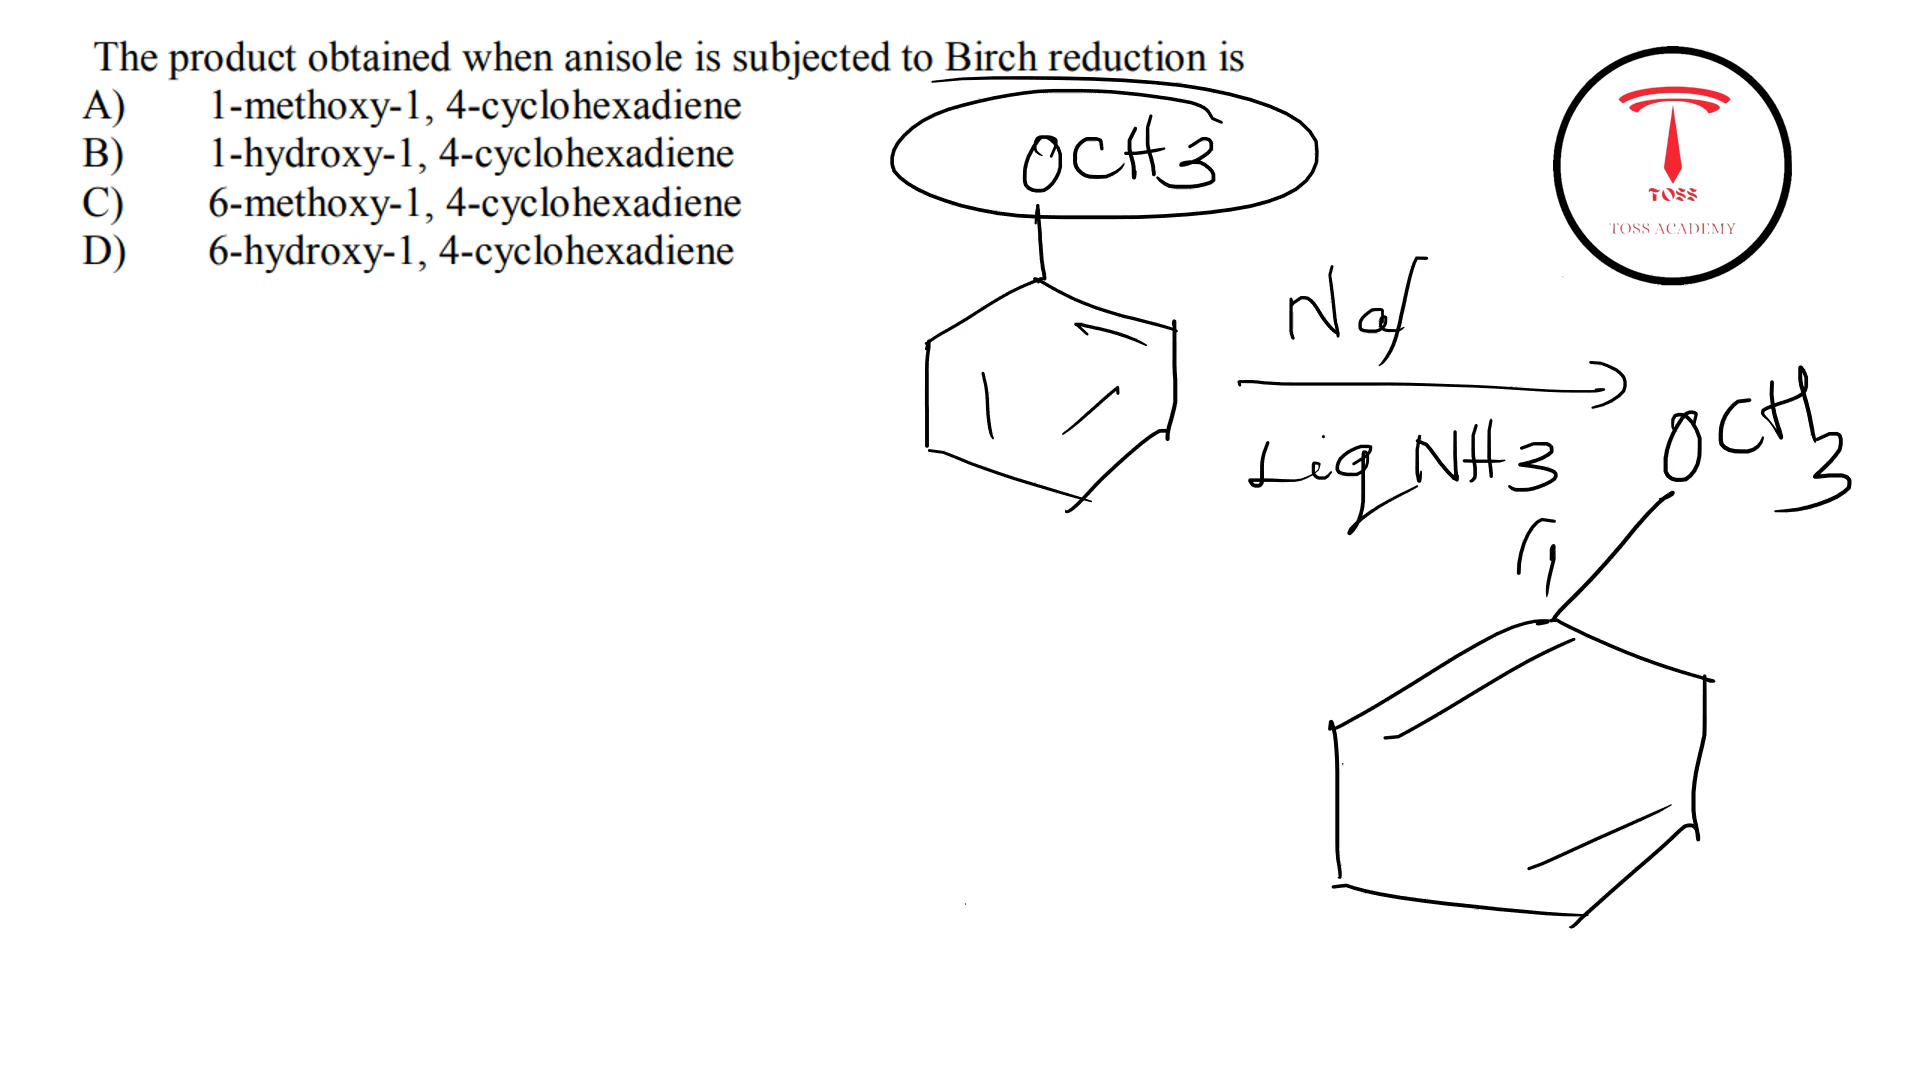 The product obtained when anisole is subjected to Birch reduction is
A) 1-methoxy-1, 4-cyclohexadiene
B) 1-hydroxy-1, 4-cyclohexadiene
C) 6-methoxy-1, 4-cyclohexadiene
D) 6-hydroxy-1, 4-cyclohexadiene
OCH3
TOSS
TOSS ACADEMY
Na/
Liq NH3
OCH3